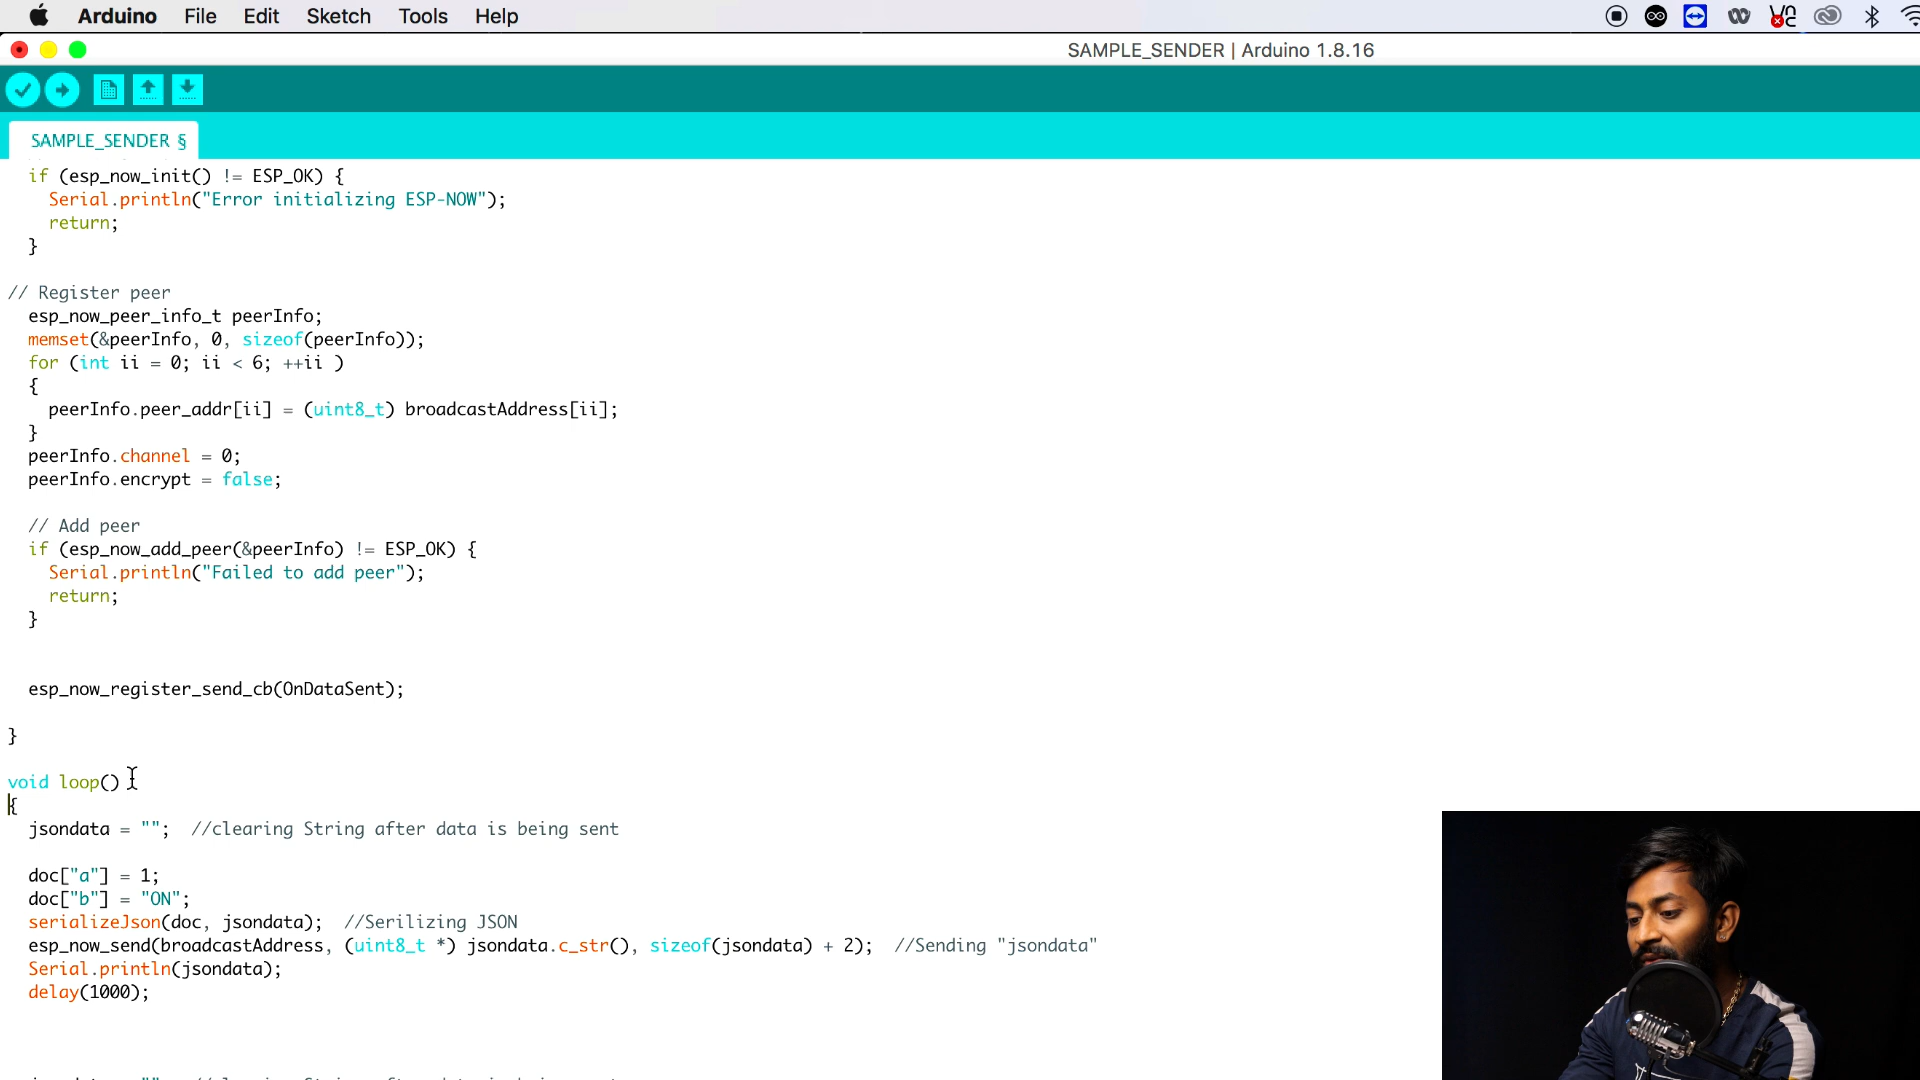 Arduino File Edit Sketch Tools Help
SAMPLE_SENDER | Arduino 1.8.16
SAMPLE_SENDER §
if (esp_now_init() != ESP_OK) {
Serial.println("Error initializing ESP-NOW");
return;
}
// Register peer
esp_now_peer_info_t peerInfo;
memset(&peerInfo, 0, sizeof(peerInfo));
for (int ii = 0; ii < 6; ++ii )
{
peerInfo.peer_addr[ii] = (uint8_t) broadcastAddress[ii];
}
peerInfo.channel = 0;
peerInfo.encrypt = false;
// Add peer
if (esp_now_add_peer(&peerInfo) != ESP_OK) {
Serial.println("Failed to add peer");
return;
}
esp_now_register_send_cb(OnDataSent);
}
void loop()
{
jsondata = "";  //clearing String after data is being sent
doc["a"] = 1;
doc["b"] = "ON";
serializeJson(doc, jsondata);  //Serilizing JSON
esp_now_send(broadcastAddress, (uint8_t *) jsondata.c_str(), sizeof(jsondata) + 2);  //Sending "jsondata"
Serial.println(jsondata);
delay(1000);